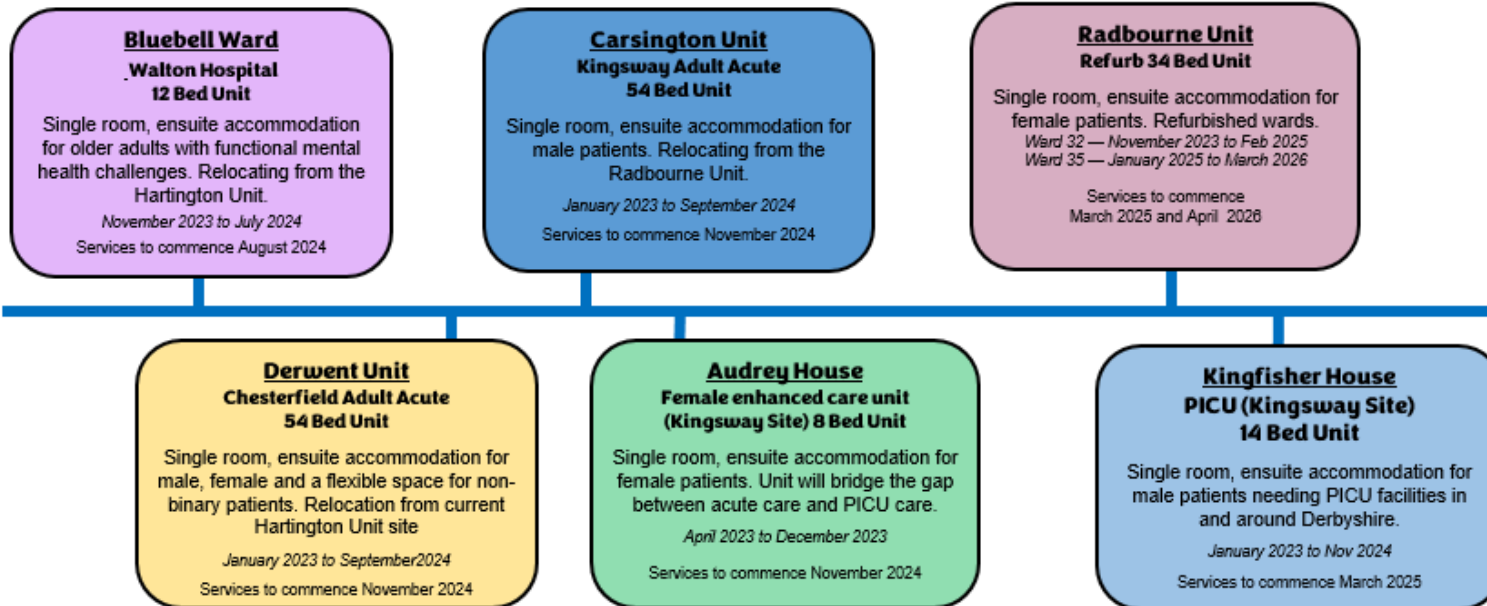 Bluebell Ward
Walton Hospital
12 Bed Unit
Single room, ensuite accommodation
for older adults with functional mental
health challenges. Relocating from the
Hartington Unit.
November 2023 to July 2024
Services to commence August 2024
Carsington Unit
Kingsway Adult Acute
54 Bed Unit
Single room, ensuite accommodation for
male patients. Relocating from the
Radbourne Unit.
January 2023 to September 2024
Services to commence November 2024
Radbourne Unit
Refurb 34 Bed Unit
Single room, ensuite accommodation for
female patients. Refurbished wards.
Ward 32 — November 2023 to Feb 2025
Ward 35 — January 2025 to March 2026
Services to commence
March 2025 and April 2026
Derwent Unit
Chesterfield Adult Acute
54 Bed Unit
Single room, ensuite accommodation for
male, female and a flexible space for non-
binary patients. Relocation from current
Hartington Unit site
January 2023 to September2024
Services to commence November 2024
Audrey House
Female enhanced care unit
(Kingsway Site) 8 Bed Unit
Single room, ensuite accommodation for
female patients. Unit will bridge the gap
between acute care and PICU care.
April 2023 to December 2023
Services to commence November 2024
Kingfisher House
PICU (Kingsway Site)
14 Bed Unit
Single room, ensuite accommodation for
male patients needing PICU facilities in
and around Derbyshire.
January 2023 to Nov 2024
Services to commence March 2025